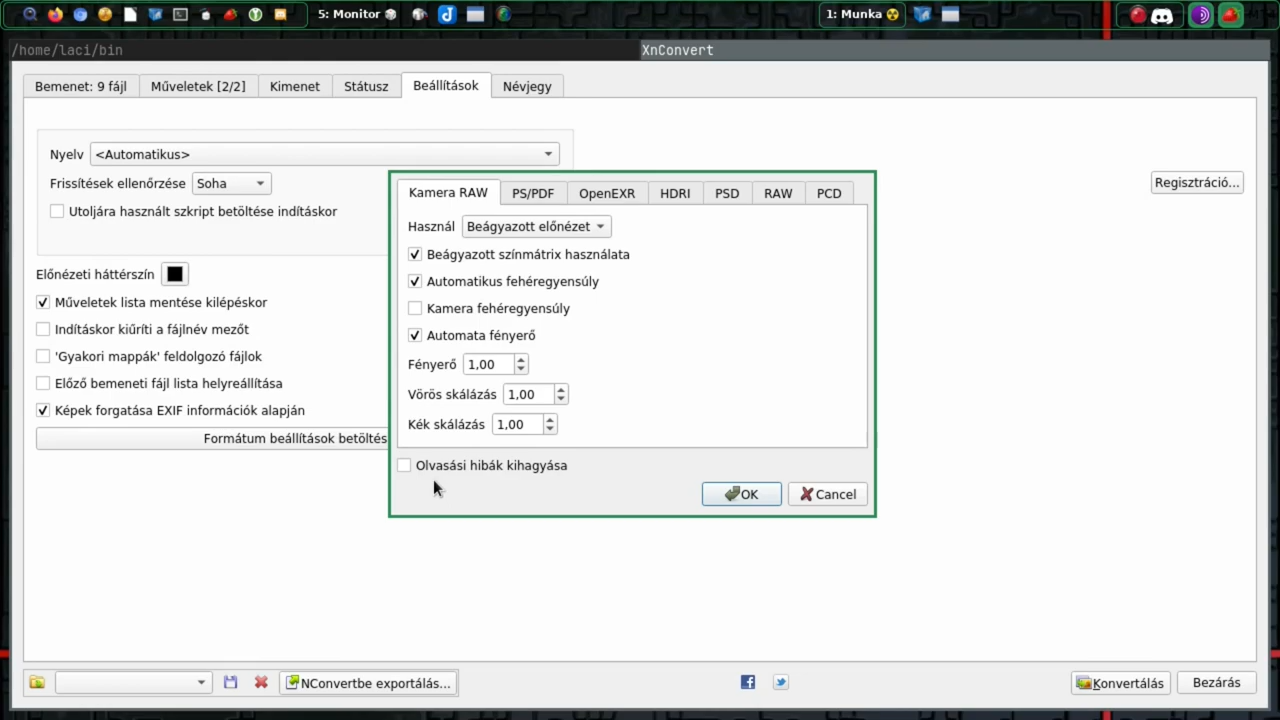 5: Monitor
1: Munka
/home/laci/bin
XnConvert
Bemenet: 9 fájl
Műveletek [2/2]
Kimenet
Státusz
Beállítások
Névjegy
Nyelv
<Automatikus>
Frissítések ellenőrzése
Soha
Utoljára használt szkript betöltése indításkor
Regisztráció...
Előnézeti háttérszín
Műveletek lista mentése kilépéskor
Indításkor kiűríti a fájlnév mezőt
'Gyakori mappák' feldolgozó fájlok
Előző bemeneti fájl lista helyreállítása
Képek forgatása EXIF információk alapján
Formátum beállítások betöltés
Kamera RAW
PS/PDF
OpenEXR
HDRI
PSD
RAW
PCD
Használ
Beágyazott előnézet
Beágyazott színmátrix használata
Automatikus fehéregyensúly
Kamera fehéregyensúly
Automata fényerő
Fényerő
1,00
Vörös skálázás
1,00
Kék skálázás
1,00
Olvasási hibák kihagyása
OK
Cancel
NConvertbe exportálás...
Konvertálás
Bezárás